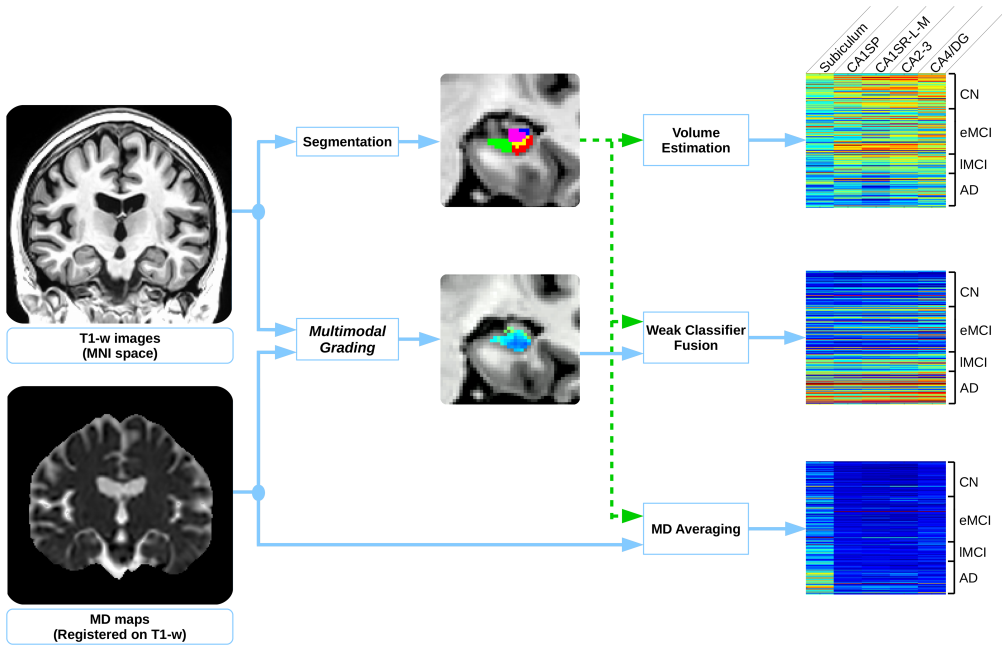 Subiculum
CA1SP
CA1SR-L-M
CA2-3
CA4/DG
CN
eMCI
lMCI
AD
Segmentation
Volume
Estimation
T1-w images
(MNI space)
Multimodal
Grading
Weak Classifier
Fusion
CN
eMCI
lMCI
AD
MD Averaging
CN
eMCI
lMCI
AD
MD maps
(Registered on T1-w)